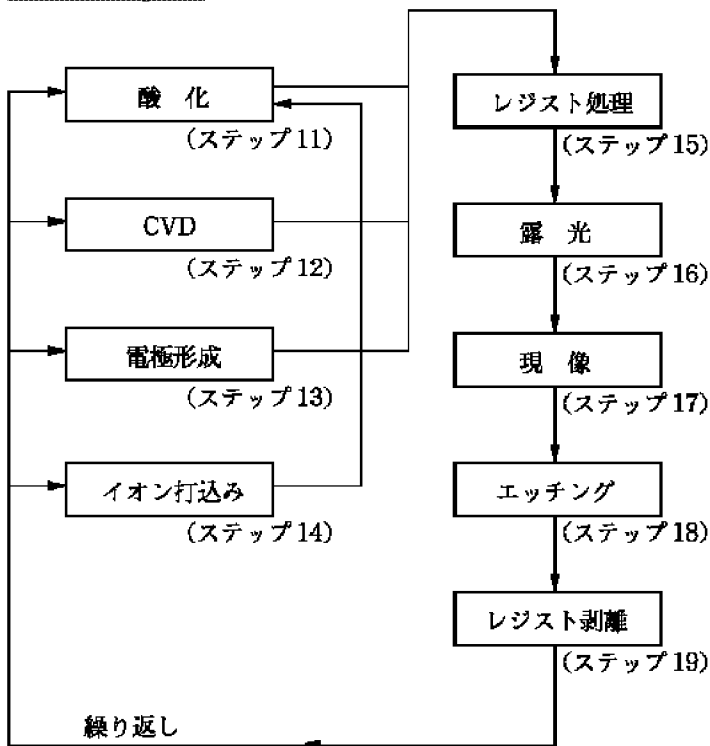 酸 化
(ステップ11)
CVD
(ステップ12)
電極形成
(ステップ13)
イオン打込み
(ステップ14)
レジスト処理
(ステップ15)
露 光
(ステップ16)
現 像
(ステップ17)
エッチング
(ステップ18)
レジスト剥離
(ステップ19)
繰り返し